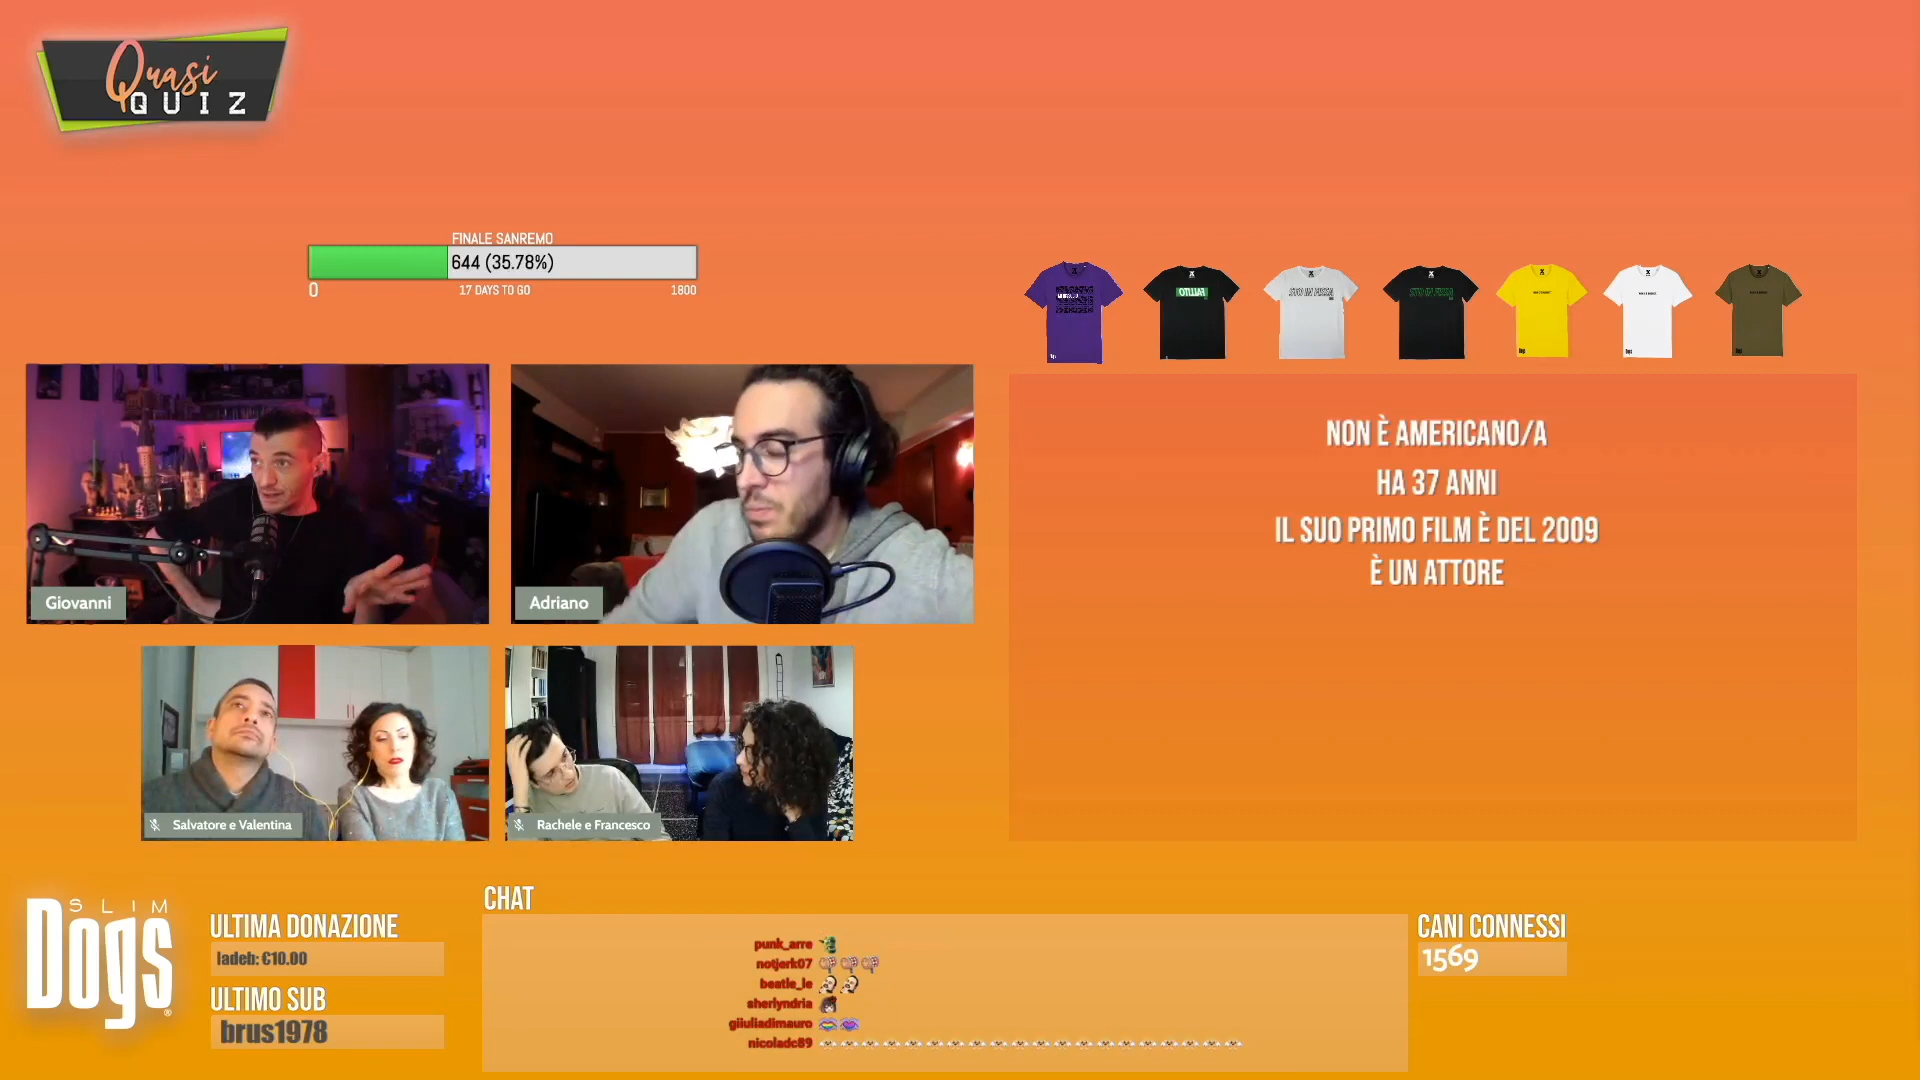 Quasi
QUIZ
FINALE SANREMO
644 (35.78%)
0
17 DAYS TO GO
1800
NON È AMERICANO/A
HA 37 ANNI
IL SUO PRIMO FILM È DEL 2009
È UN ATTORE
Giovanni
Adriano
Salvatore e Valentina
Rachele e Francesco
SLIM
Dogs
®
ULTIMA DONAZIONE
ladeb: €10.00
ULTIMO SUB
brus1978
CHAT
punk_arre
notjerk07
beatle_le
sherlyndria
giiuliadimauro
nicoladc89
CANI CONNESSI
1569